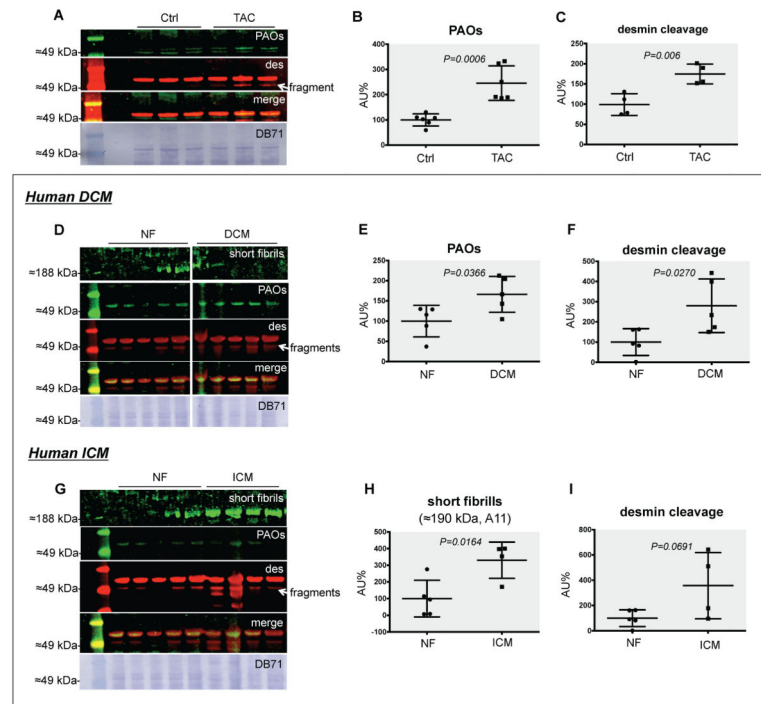 A
Ctrl TAC
PAOs
≈49 kDa
des
fragment
≈49 kDa
merge
≈49 kDa
DB71
≈49 kDa
B
PAOs
P=0.0006
AU%
400
300
200
100
0
Ctrl TAC
C
desmin cleavage
P=0.006
AU%
250
200
150
100
50
0
Ctrl TAC
Human DCM
D
NF DCM
short fibrils
≈188 kDa
PAOs
≈49 kDa
des
fragments
≈49 kDa
merge
≈49 kDa
DB71
≈49 kDa
E
PAOs
P=0.0366
AU%
250
200
150
100
50
0
NF DCM
F
desmin cleavage
P=0.0270
AU%
500
400
300
200
100
0
NF DCM
Human ICM
G
NF ICM
short fibrils
≈188 kDa
PAOs
≈49 kDa
des
fragments
≈49 kDa
merge
≈49 kDa
DB71
≈49 kDa
H
short fibrills
(≈190 kDa, A11)
P=0.0164
AU%
500
400
300
200
100
0
-100
NF ICM
I
desmin cleavage
P=0.0691
AU%
800
600
400
200
0
NF ICM